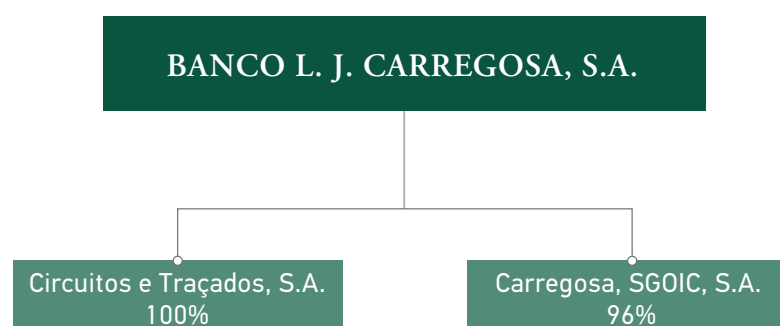 BANCO L. J. CARREGOSA, S.A.
Circuitos e Traçados, S.A.
100%
Carregosa, SGOIC, S.A.
96%